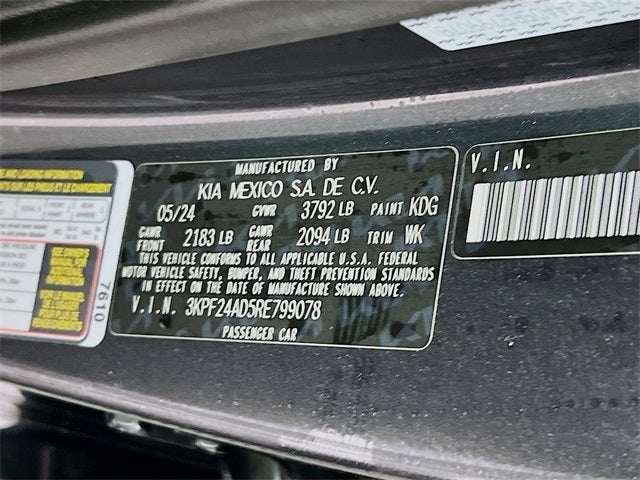 MANUFACTURED BY
KIA MEXICO S.A. DE C.V.
05/24 GVWR 3792 LB PAINT KDG
GAWR FRONT 2183 LB GAWR REAR 2094 LB TRIM WK
THIS VEHICLE CONFORMS TO ALL APPLICABLE U.S.A. FEDERAL
MOTOR VEHICLE SAFETY, BUMPER, AND THEFT PREVENTION STANDARDS
IN EFFECT ON THE DATE OF MANUFACTURE SHOWN ABOVE.
V.I.N. 3KPF24AD5RE799078
PASSENGER CAR
V.I.N.
7610